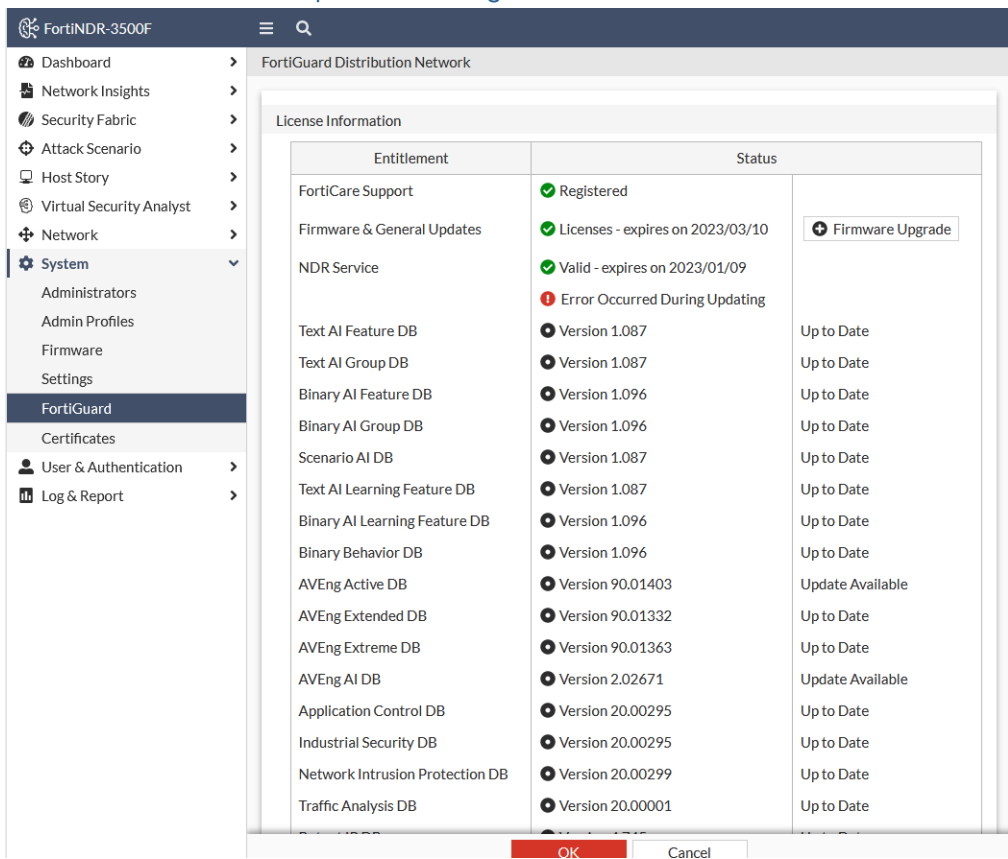 FortiNDR-3500F
Dashboard
Network Insights
Security Fabric
Attack Scenario
Host Story
Virtual Security Analyst
Network
System
Administrators
Admin Profiles
Firmware
Settings
FortiGuard
Certificates
User & Authentication
Log & Report
FortiGuard Distribution Network
License Information
Entitlement Status
FortiCare Support Registered
Firmware & General Updates Licenses - expires on 2023/03/10 Firmware Upgrade
NDR Service Valid - expires on 2023/01/09
Error Occurred During Updating
Text AI Feature DB Version 1.087 Up to Date
Text AI Group DB Version 1.087 Up to Date
Binary AI Feature DB Version 1.096 Up to Date
Binary AI Group DB Version 1.096 Up to Date
Scenario AI DB Version 1.087 Up to Date
Text AI Learning Feature DB Version 1.087 Up to Date
Binary AI Learning Feature DB Version 1.096 Up to Date
Binary Behavior DB Version 1.096 Up to Date
AVEng Active DB Version 90.01403 Update Available
AVEng Extended DB Version 90.01332 Up to Date
AVEng Extreme DB Version 90.01363 Up to Date
AVEng AI DB Version 2.02671 Update Available
Application Control DB Version 20.00295 Up to Date
Industrial Security DB Version 20.00295 Up to Date
Network Intrusion Protection DB Version 20.00299 Up to Date
Traffic Analysis DB Version 20.00001 Up to Date
OK Cancel